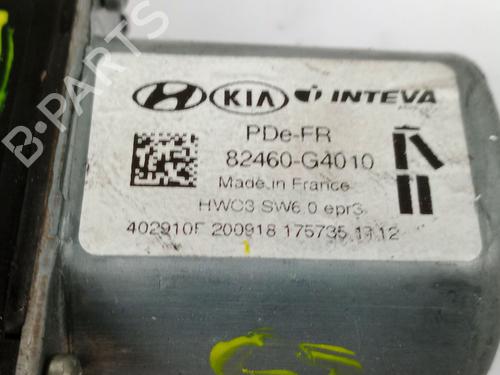 KIA INTEVA
PDe-FR
82460-G4010
Made in France
HWC3 SW6.0 epr3
402910F 200918 175735 1112
B-PARTS